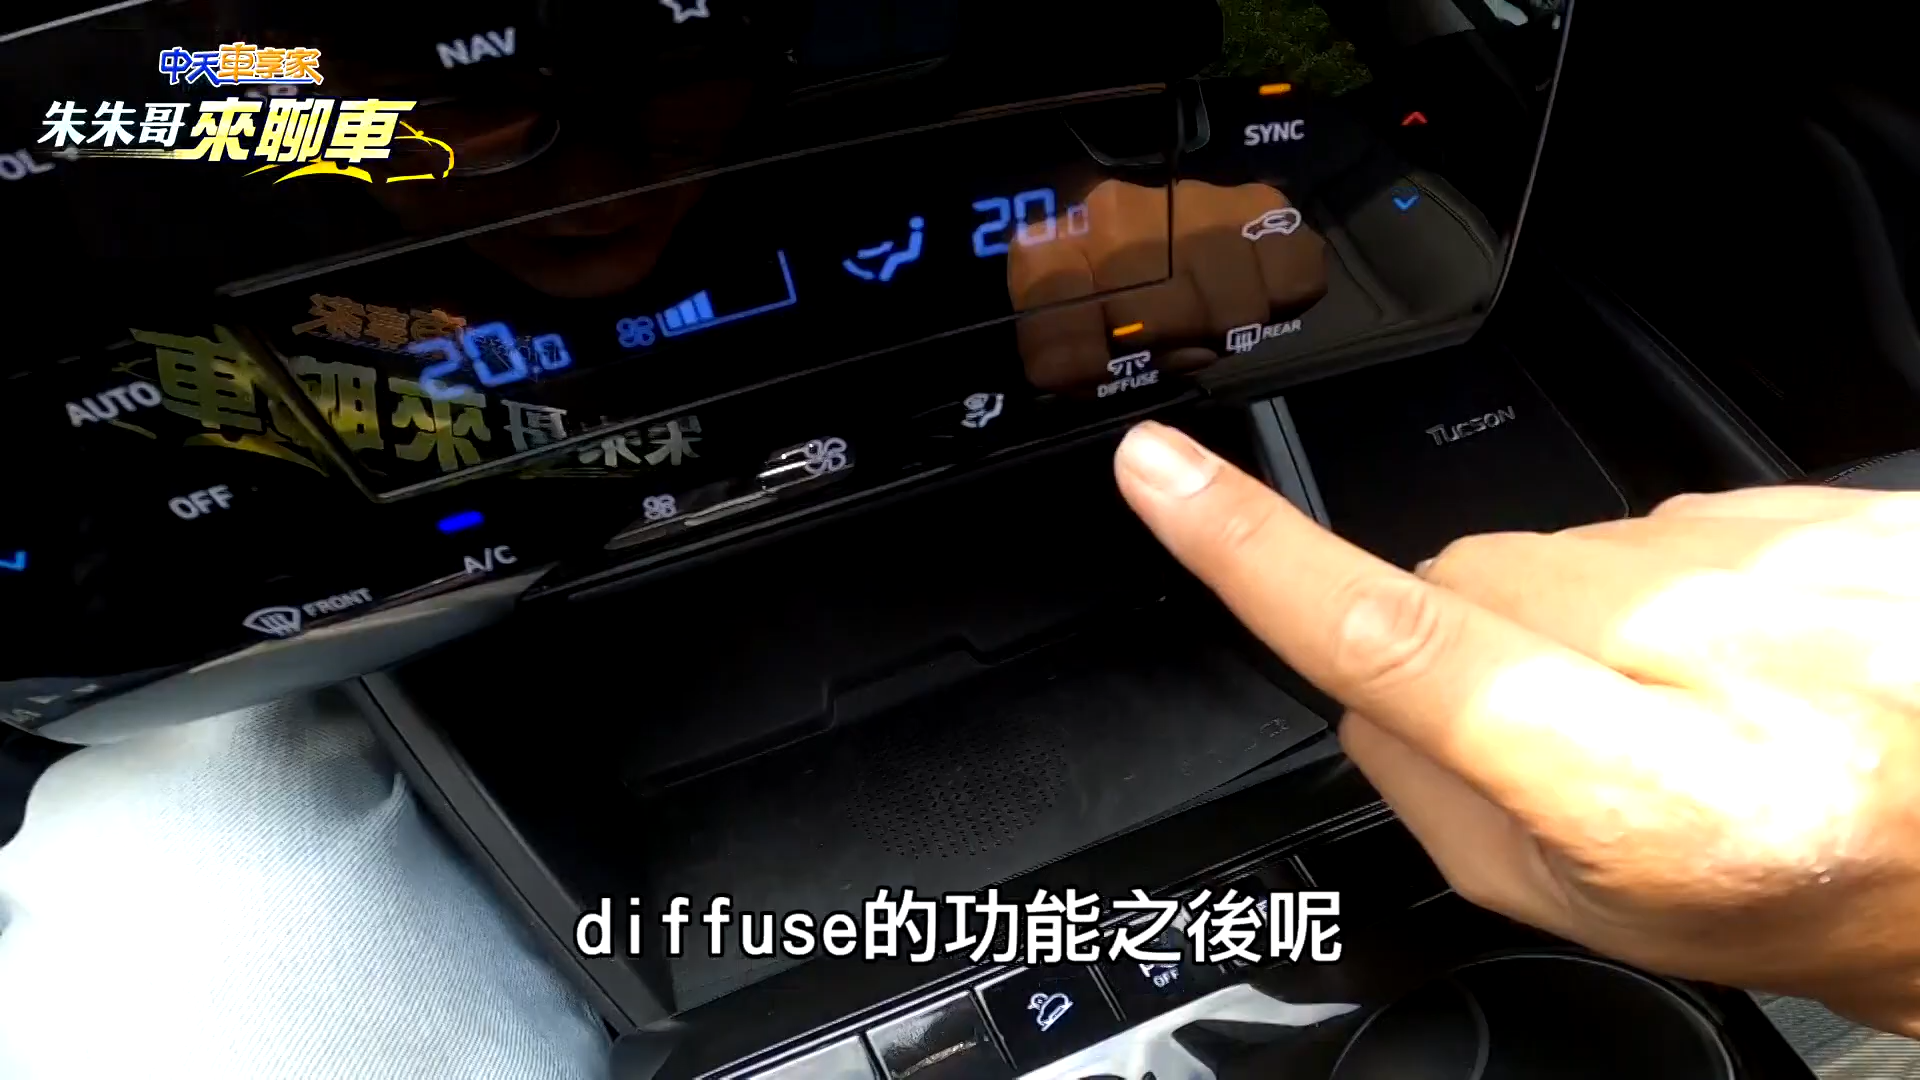 NAV
中天車享家
朱朱哥來聊車
SYNC
20.0
20.0
REAR
DIFFUSE
AUTO
TUCSON
OFF
A/C
FRONT
diffuse的功能之後呢
OFF